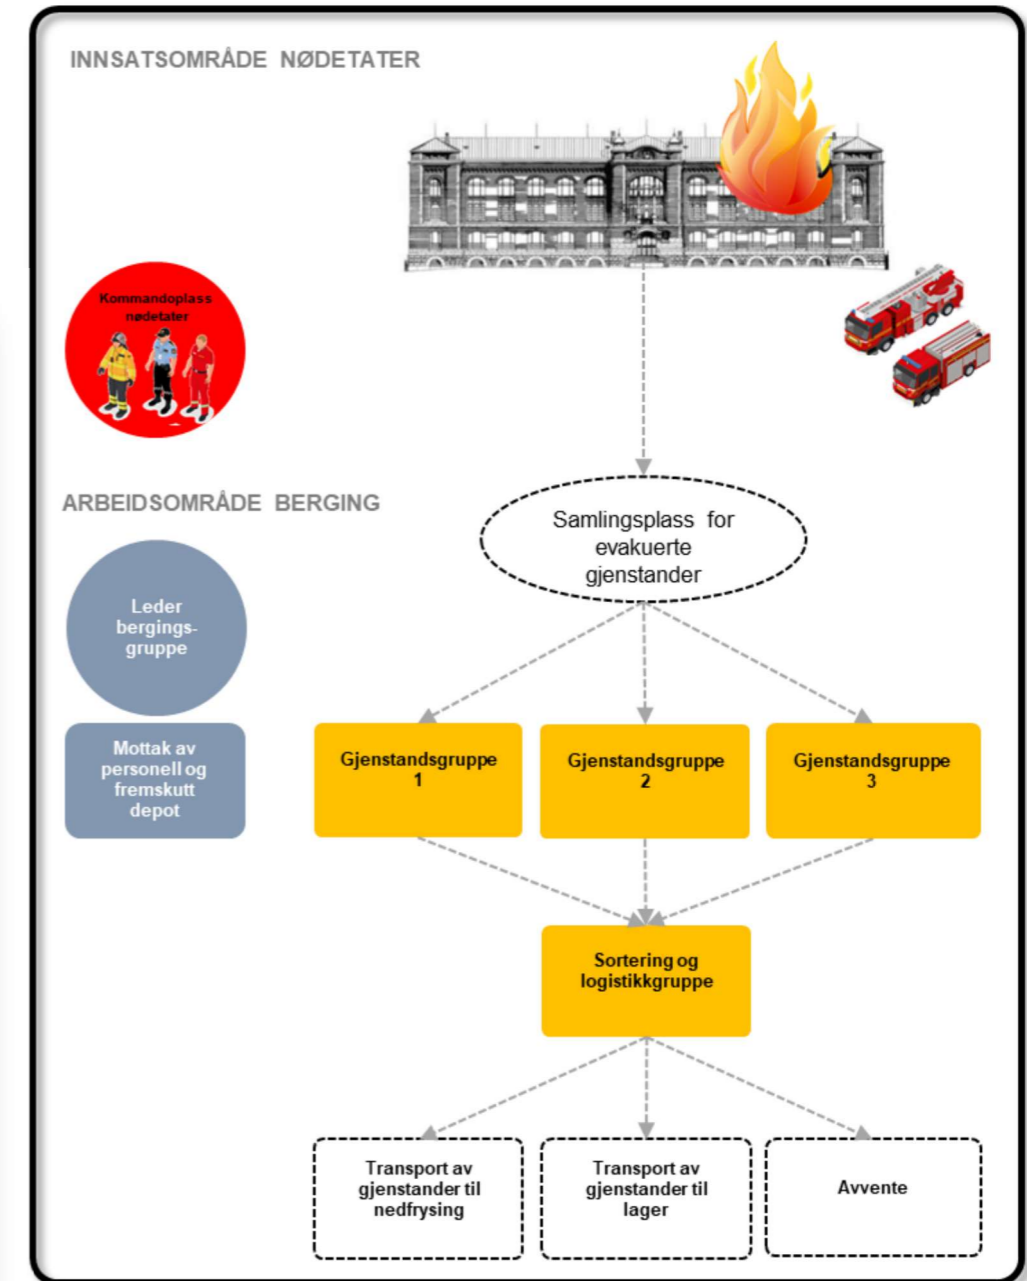 INNSATSOMRÅDE NØDETATER
Kommandoplass
nødetater
ARBEIDSOMRÅDE BERGING
Samlingsplass for
evakuerte
gjenstander
Leder
bergings-
gruppe
Mottak av
personell og
fremskutt
depot
Gjenstandsgruppe
1
Gjenstandsgruppe
2
Gjenstandsgruppe
3
Sortering og
logistikkgruppe
Transport av
gjenstander til
nedfrysing
Transport av
gjenstander til
lager
Avvente